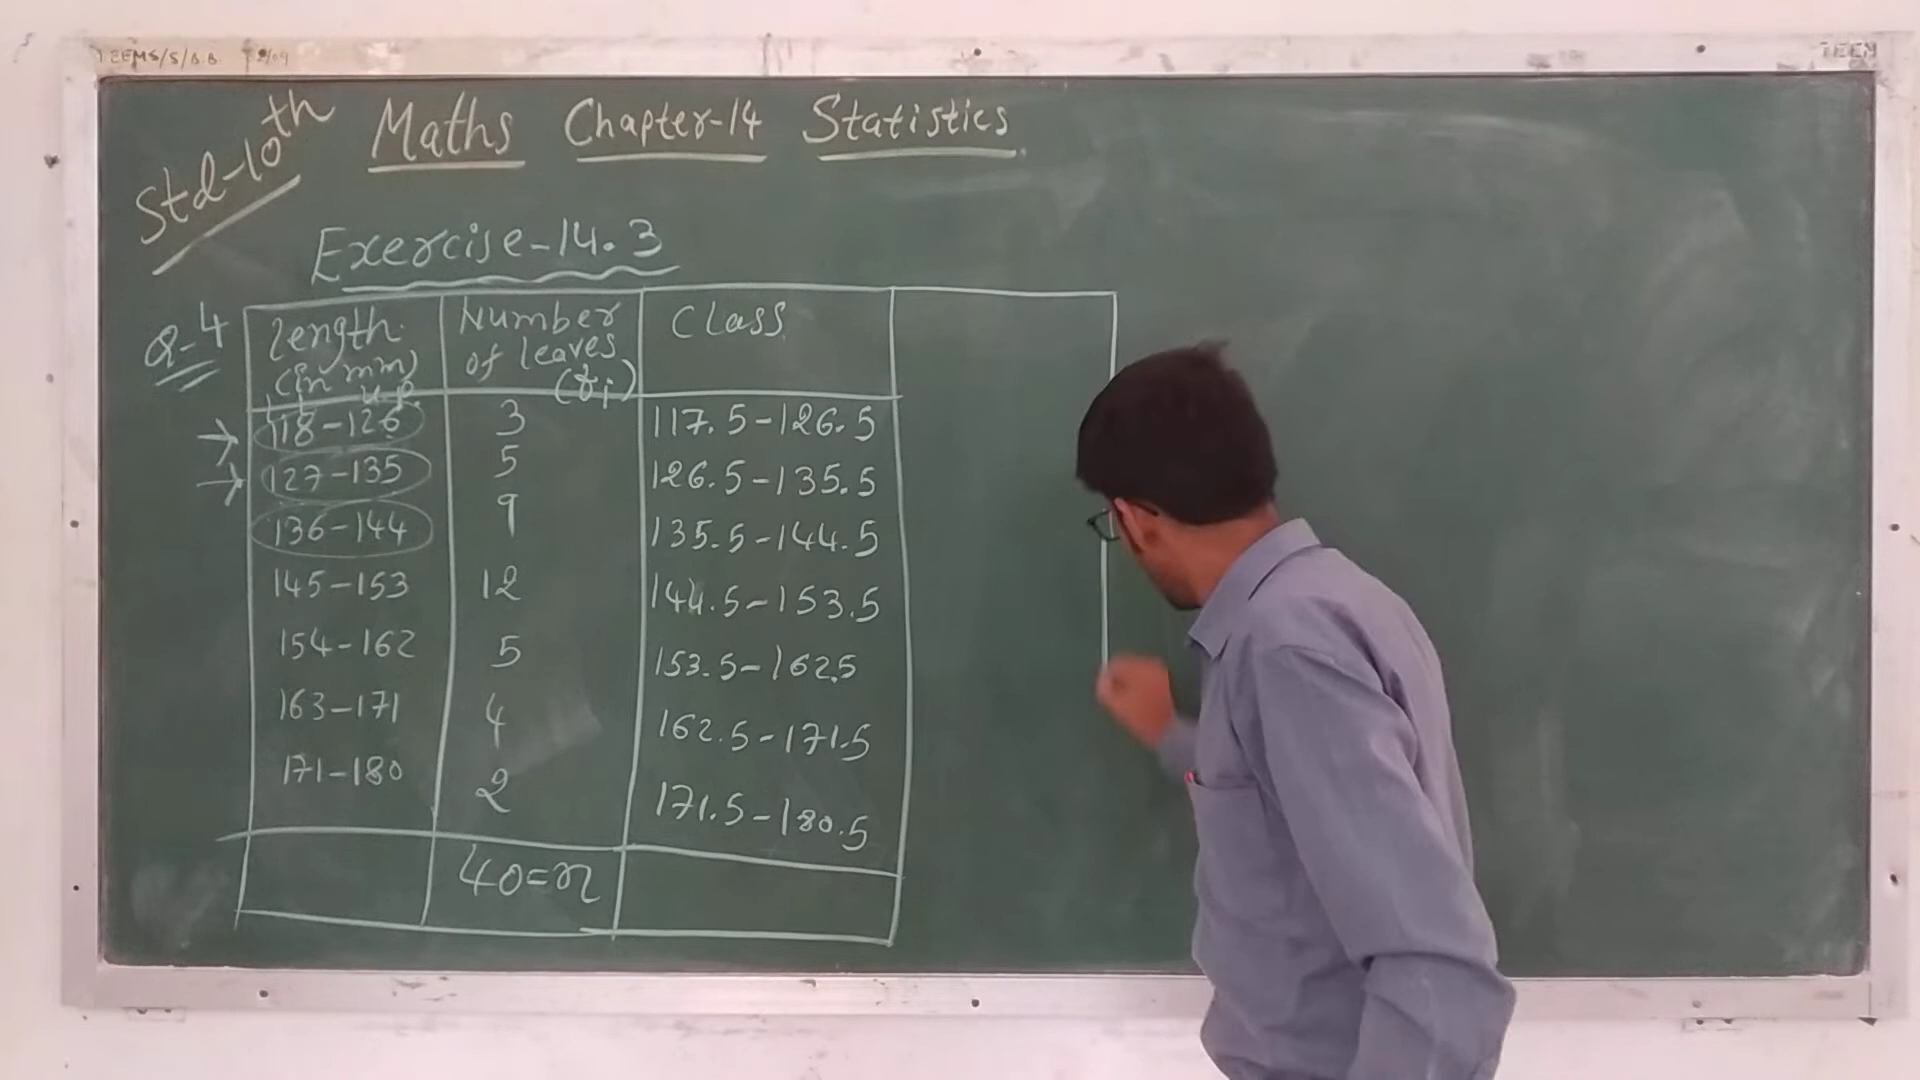 TEEMS/S/B.B.
TEEM
Std-10th Maths Chapter-14 Statistics
Exercise-14.3
Q-4
Length (in mm) | Number of leaves (fi) | Class
118-126 | 3 | 117.5-126.5
127-135 | 5 | 126.5-135.5
136-144 | 9 | 135.5-144.5
145-153 | 12 | 144.5-153.5
154-162 | 5 | 153.5-162.5
163-171 | 4 | 162.5-171.5
171-180 | 2 | 171.5-180.5
40=n